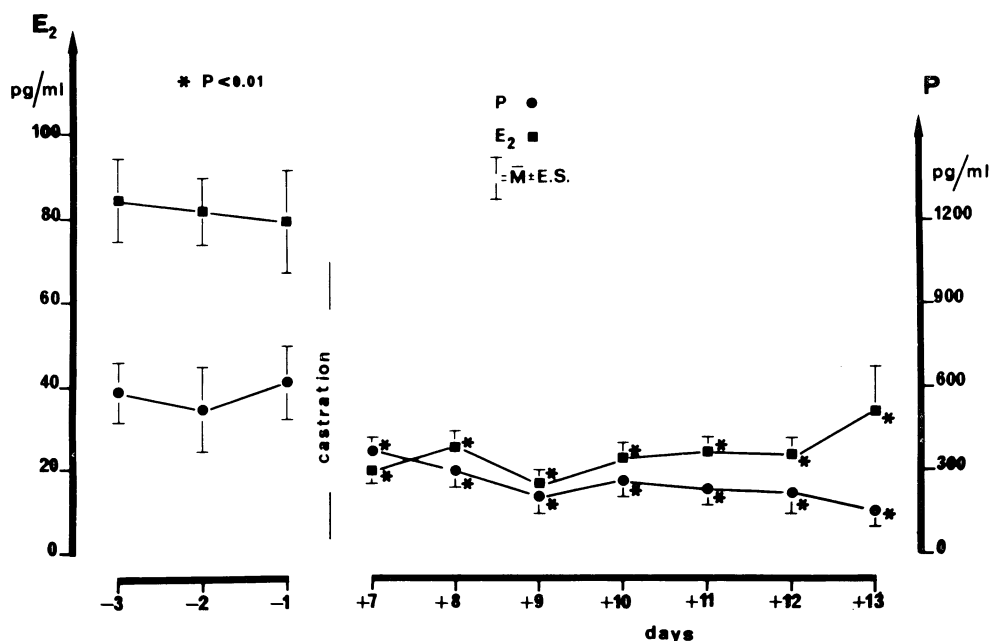 E₂
pg/ml
* P<0.01
P ●
E₂ ■
= M̄ ± E.S.
P
pg/ml
100
80
60
40
20
0
1200
900
600
300
0
castration
-3 -2 -1 +7 +8 +9 +10 +11 +12 +13
days